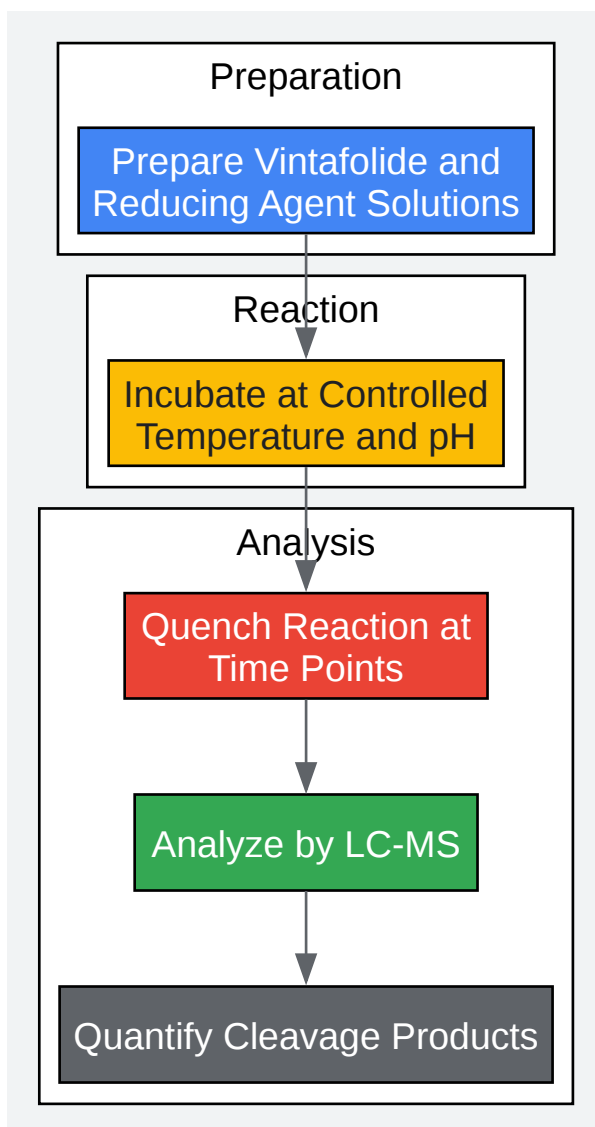 Preparation
Prepare Vintafolide and
Reducing Agent Solutions
Reaction
Incubate at Controlled
Temperature and pH
Analysis
Quench Reaction at
Time Points
Analyze by LC-MS
Quantify Cleavage Products